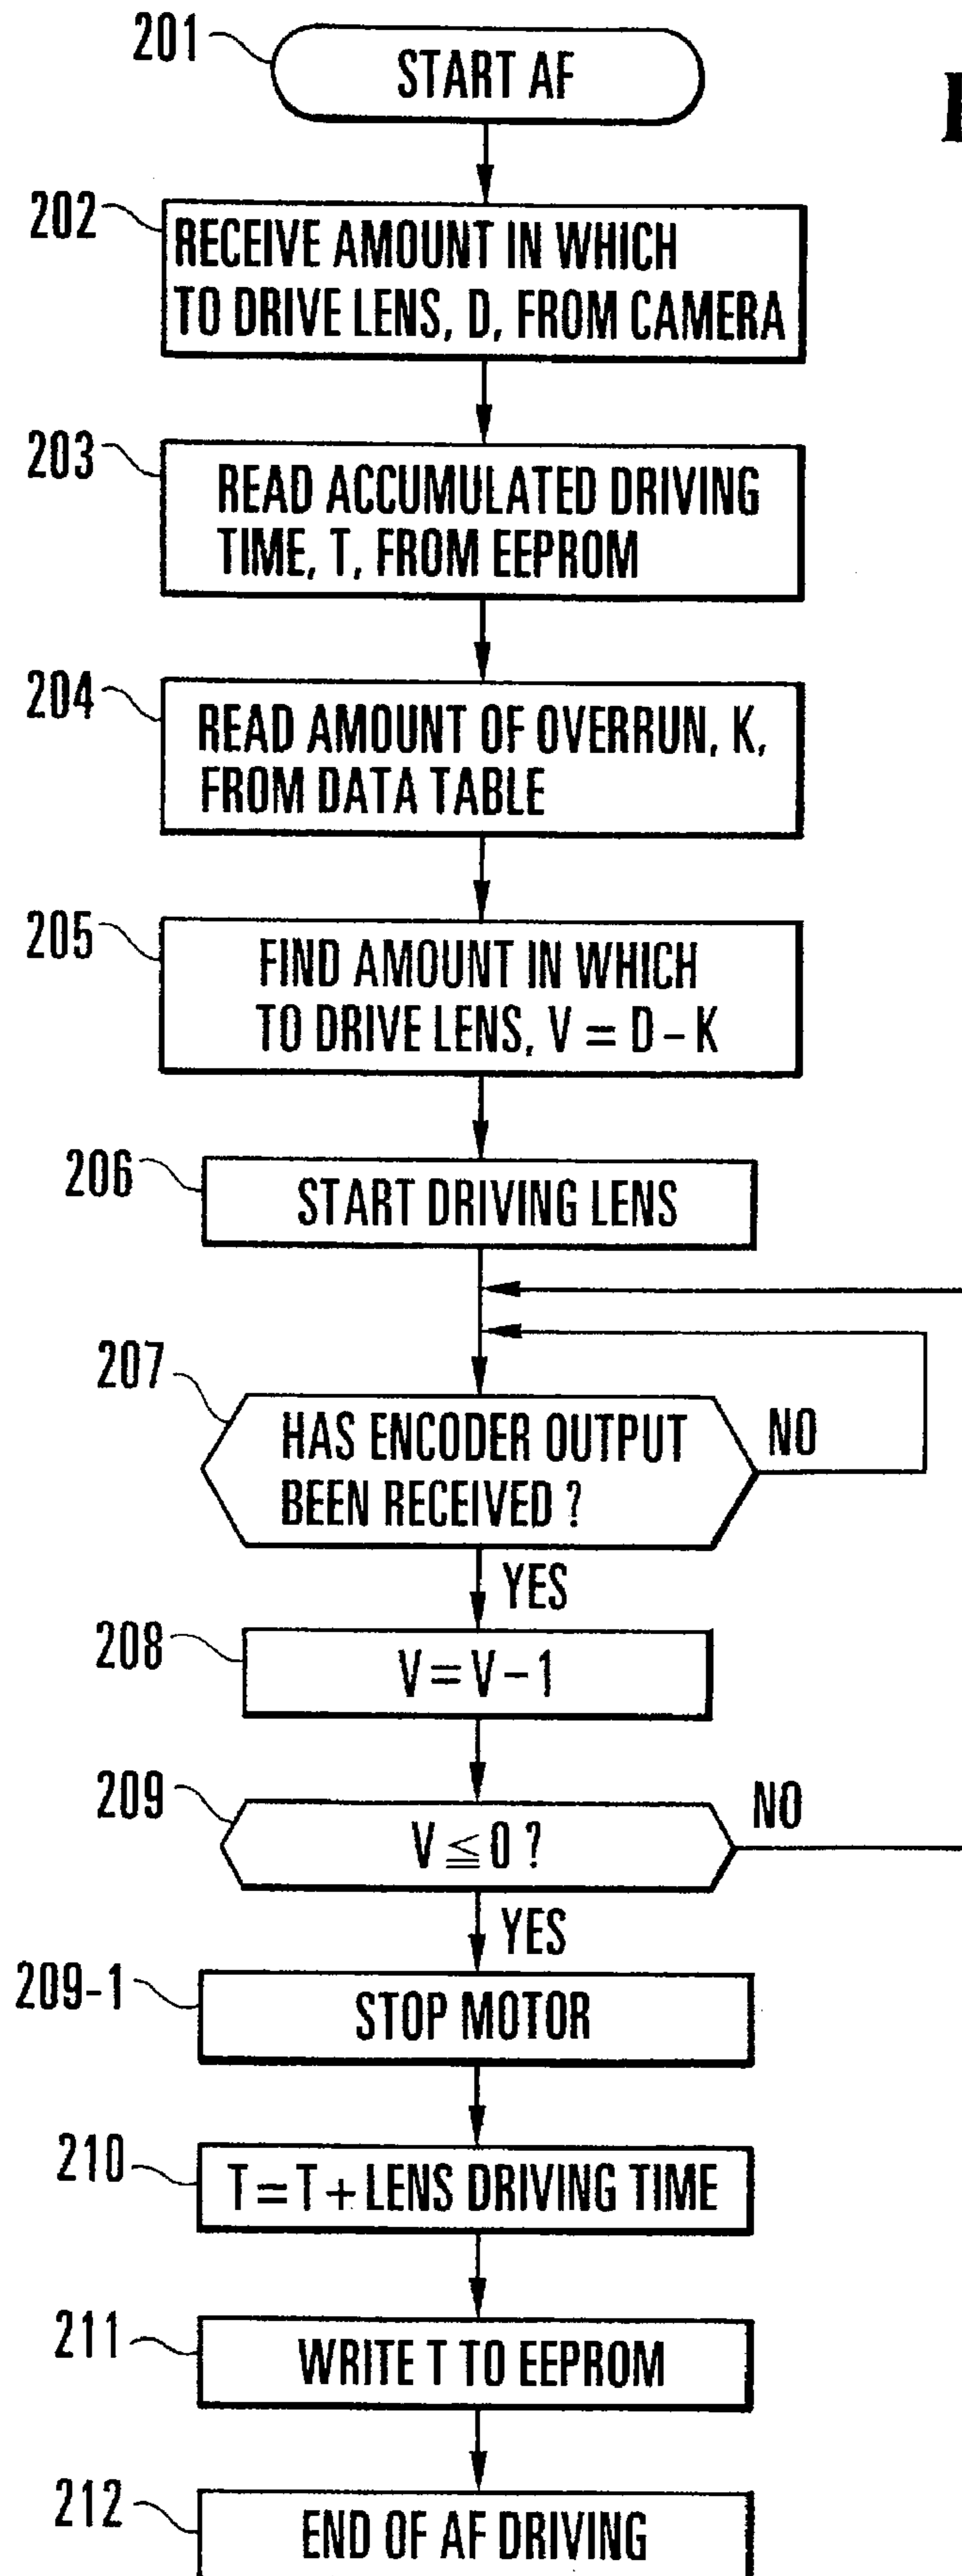 201
START AF
202
RECEIVE AMOUNT IN WHICH
TO DRIVE LENS, D, FROM CAMERA
203
READ ACCUMULATED DRIVING
TIME, T, FROM EEPROM
204
READ AMOUNT OF OVERRUN, K,
FROM DATA TABLE
205
FIND AMOUNT IN WHICH
TO DRIVE LENS, V = D - K
206
START DRIVING LENS
207
HAS ENCODER OUTPUT
BEEN RECEIVED ?
NO
YES
208
V = V - 1
209
V ≦ 0 ?
NO
YES
209-1
STOP MOTOR
210
T = T + LENS DRIVING TIME
211
WRITE T TO EEPROM
212
END OF AF DRIVING